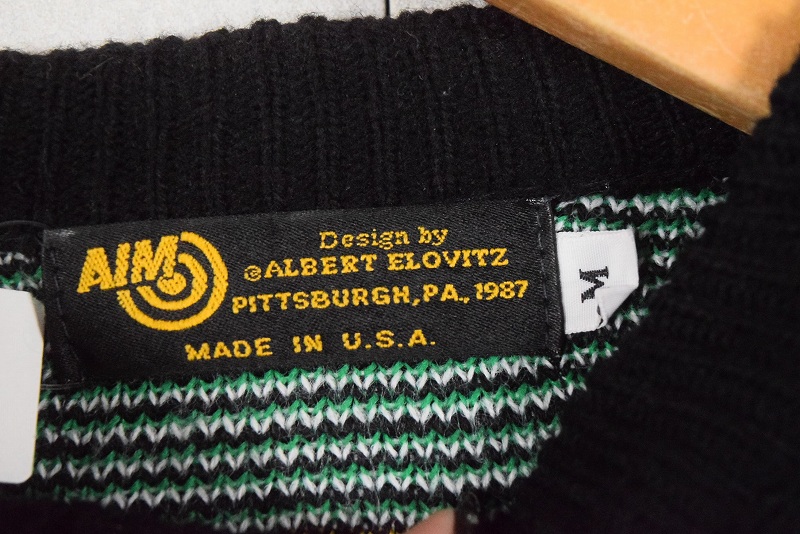 AIM
Design by
©ALBERT ELOVITZ
PITTSBURGH, PA., 1987
MADE IN U.S.A.
M